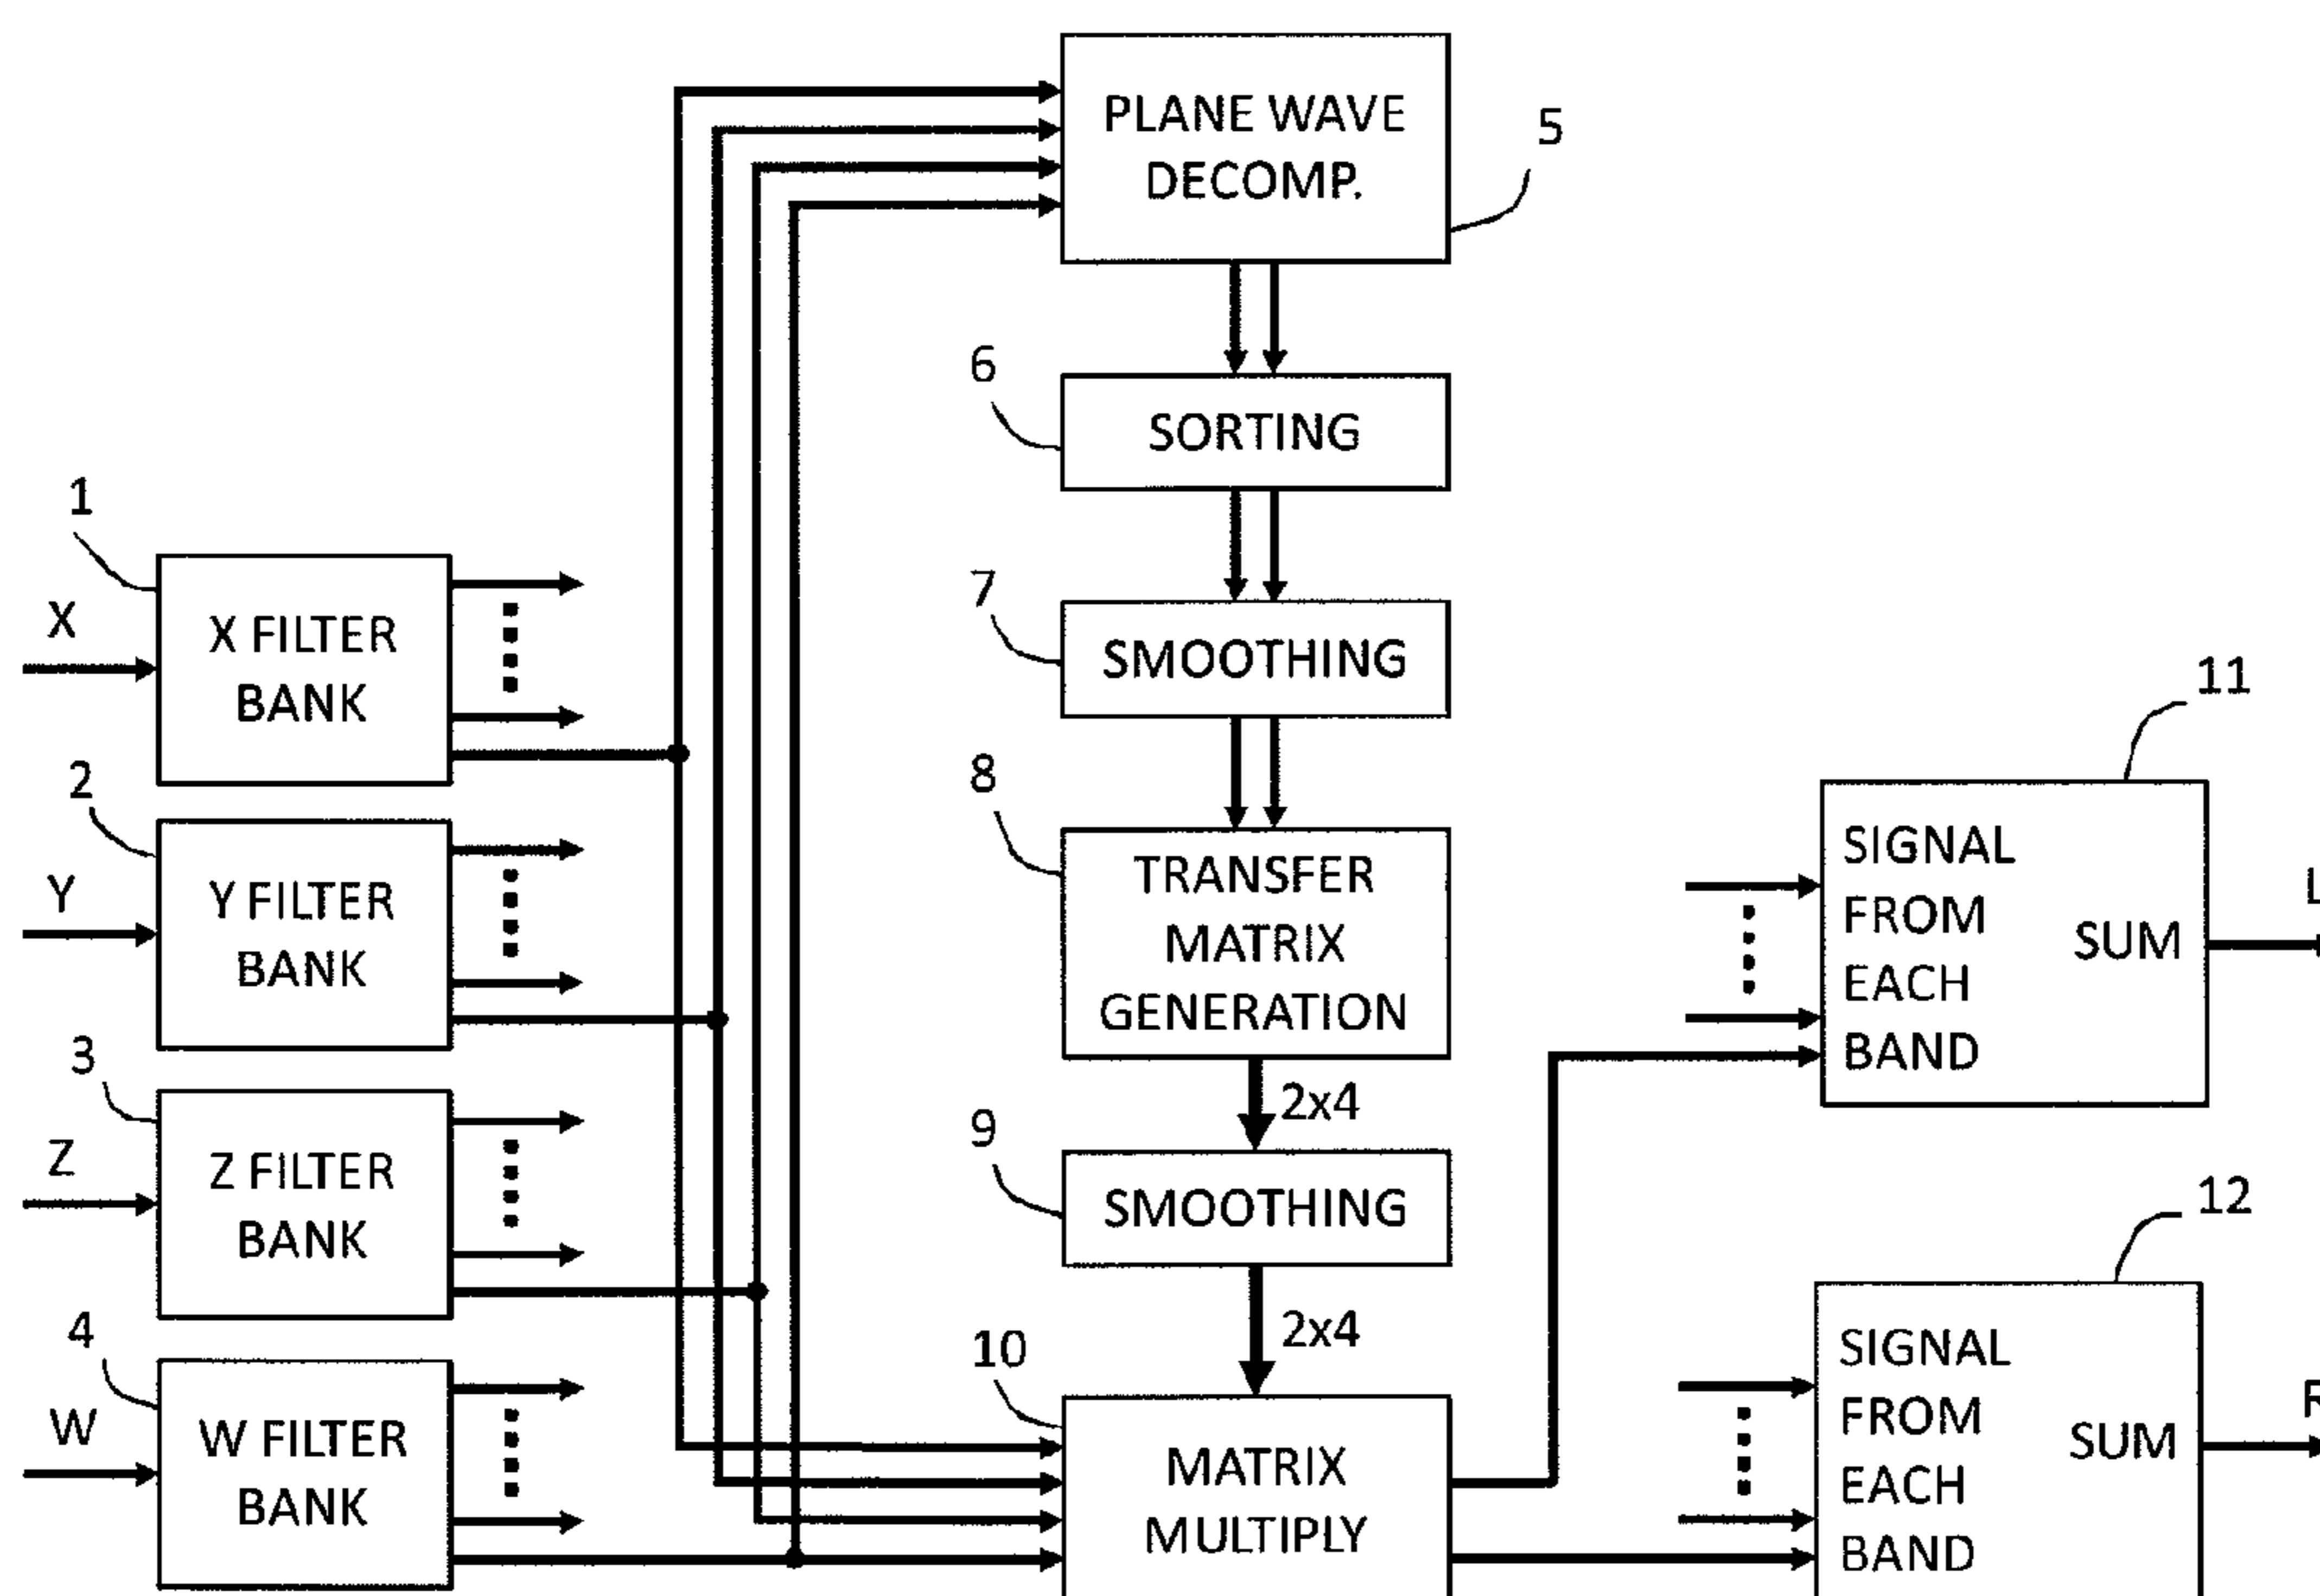 PLANE WAVE
DECOMP.
5
6
SORTING
1
X
X FILTER
BANK
7
SMOOTHING
2
Y
Y FILTER
BANK
8
TRANSFER
MATRIX
GENERATION
2x4
11
SIGNAL
FROM
EACH
BAND
SUM
L
3
Z
Z FILTER
BANK
9
SMOOTHING
2x4
12
SIGNAL
FROM
EACH
BAND
SUM
R
4
W
W FILTER
BANK
10
MATRIX
MULTIPLY